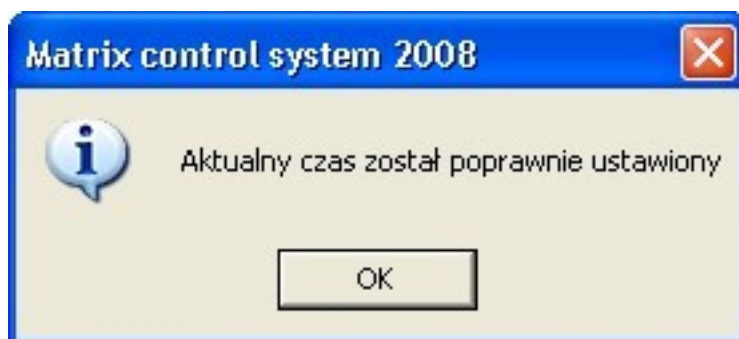 Matrix control system 2008
Aktualny czas został poprawnie ustawiony
OK